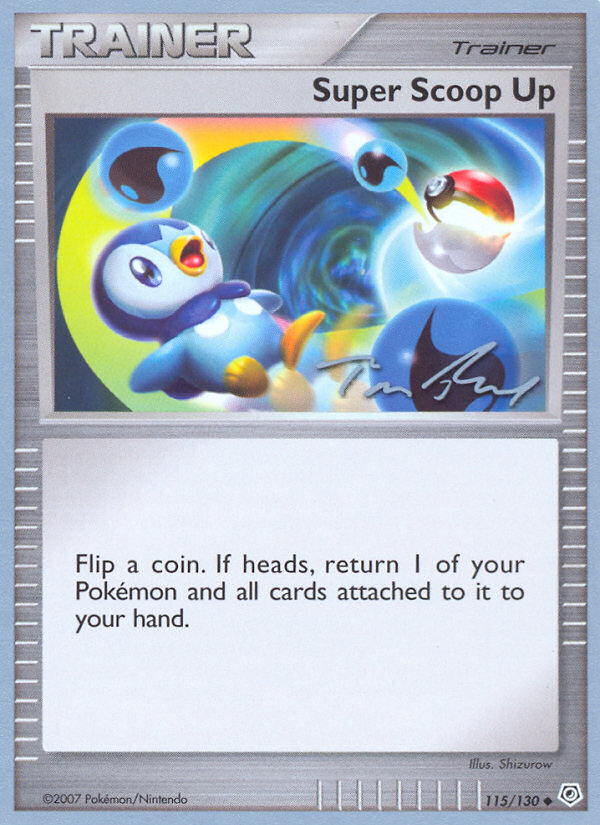 TRAINER
Trainer
Super Scoop Up
Flip a coin. If heads, return 1 of your
Pokémon and all cards attached to it to
your hand.
Illus. Shizurow
©2007 Pokémon/Nintendo
115/130